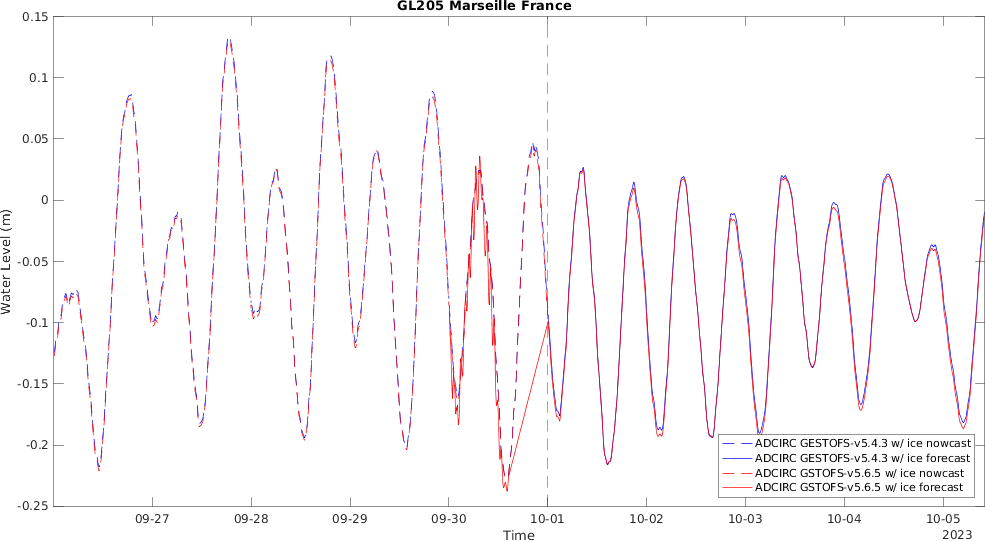 GL205 Marseille France
0.15
0.1
0.05
0
-0.05
-0.1
-0.15
-0.2
-0.25
Water Level (m)
09-27 09-28 09-29 09-30 10-01 10-02 10-03 10-04 10-05
Time
2023
ADCIRC GESTOFS-v5.4.3 w/ ice nowcast
ADCIRC GESTOFS-v5.4.3 w/ ice forecast
ADCIRC GSTOFS-v5.6.5 w/ ice nowcast
ADCIRC GSTOFS-v5.6.5 w/ ice forecast